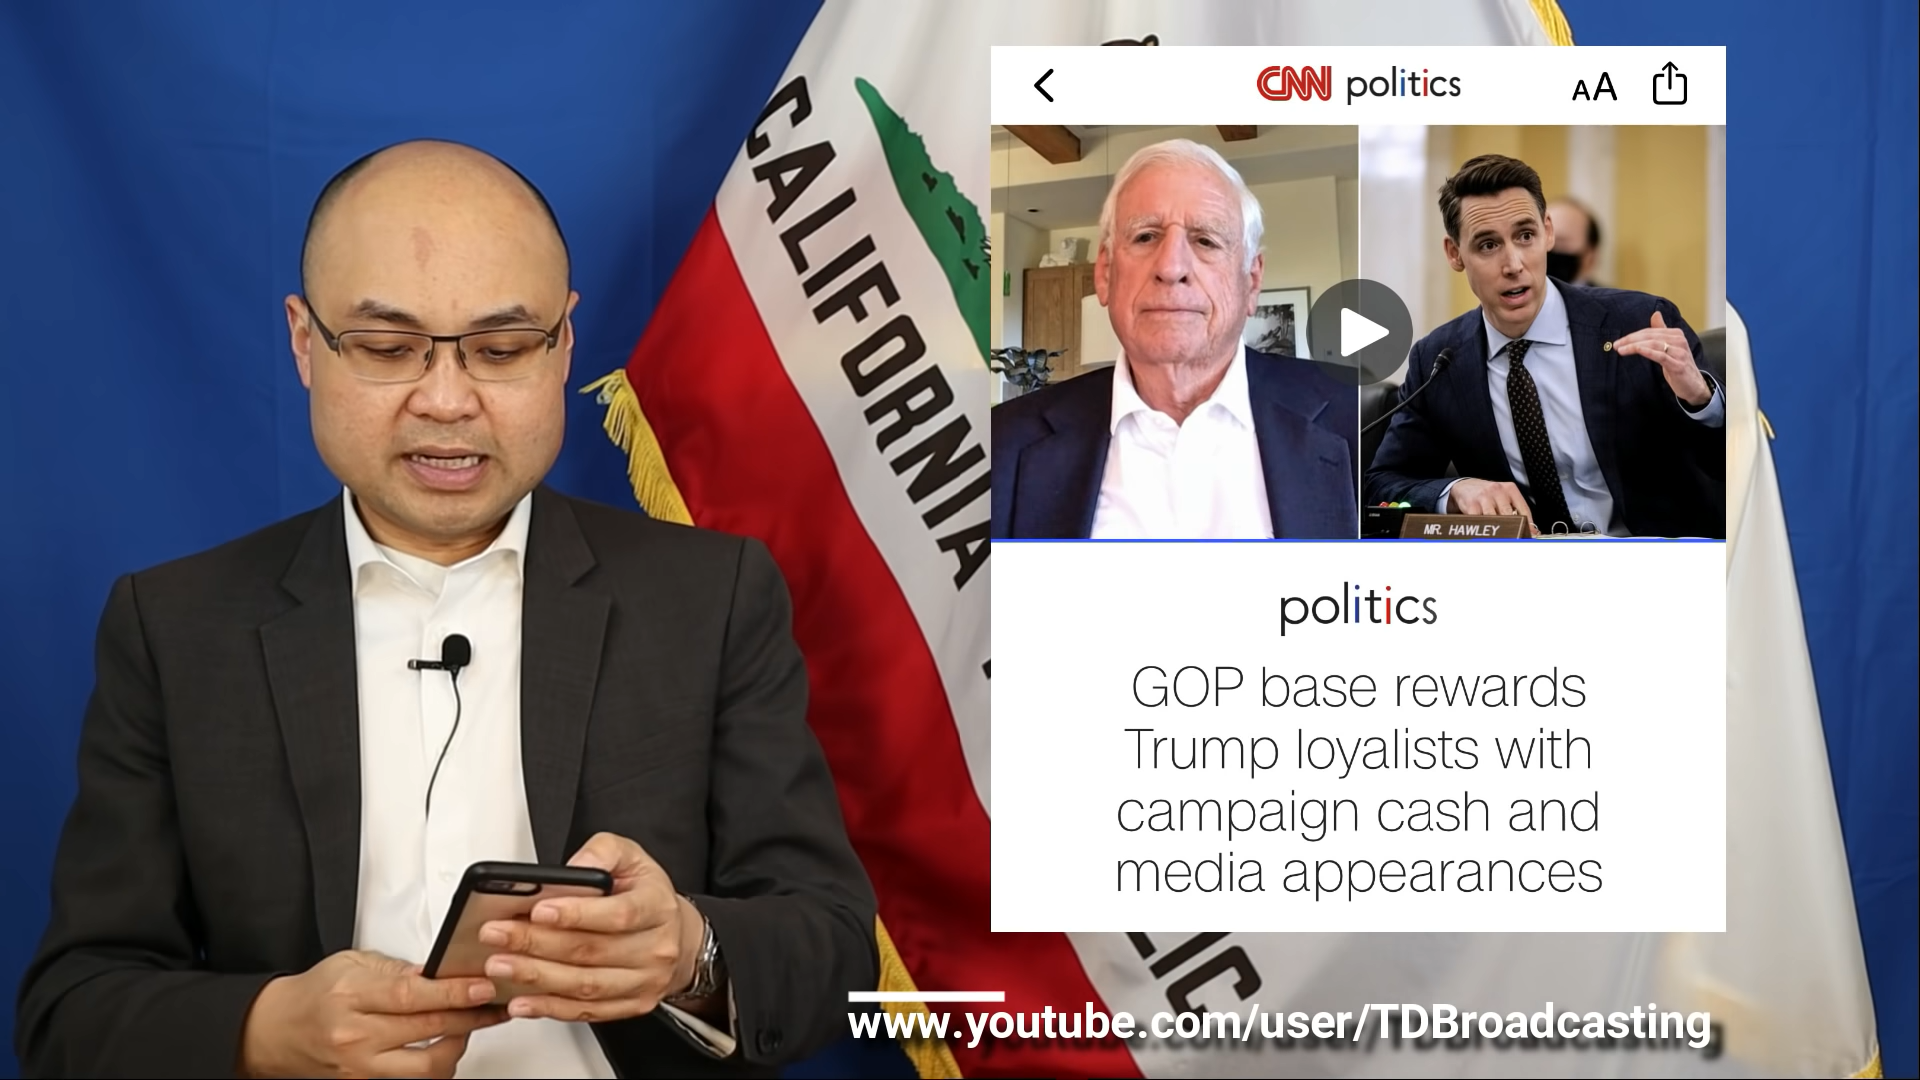 CALIFORNIA
CNN politics
AA
MR. HAWLEY
politics
GOP base rewards
Trump loyalists with
campaign cash and
media appearances
LIC
www.youtube.com/user/TDBroadcasting